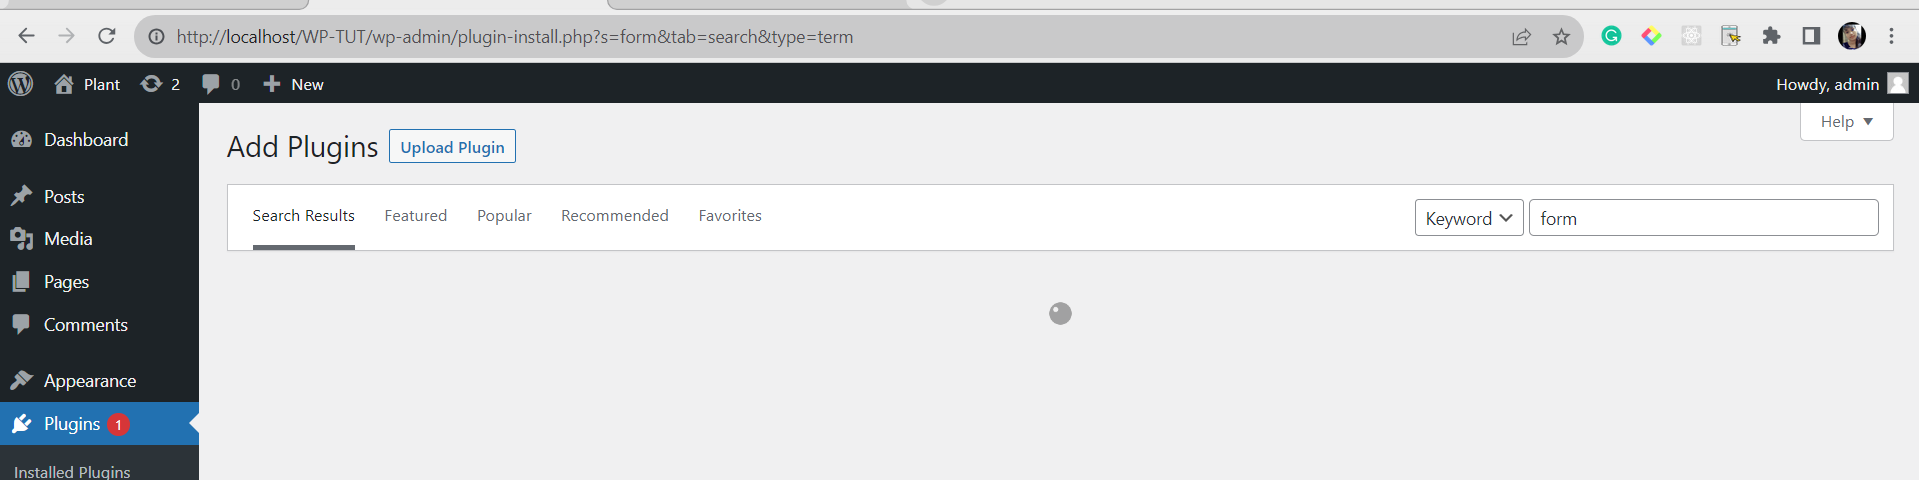 http://localhost/WP-TUT/wp-admin/plugin-install.php?s=form&tab=search&type=term
Plant 2 0 New Howdy, admin
Help
Dashboard
Add Plugins Upload Plugin
Posts
Search Results Featured Popular Recommended Favorites Keyword form
Media
Pages
Comments
Appearance
Plugins 1
Installed Plugins